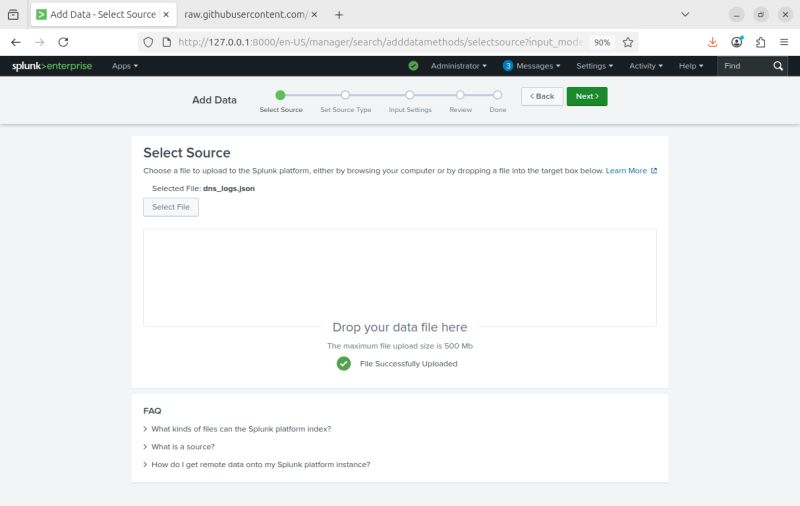 Add Data - Select Source
raw.githubusercontent.com/
http://127.0.0.1:8000/en-US/manager/search/adddatamethods/selectsource?input_mode
90%
splunk>enterprise
Apps
Administrator
3 Messages
Settings
Activity
Help
Find
Add Data
Select Source
Set Source Type
Input Settings
Review
Done
< Back
Next >
Select Source
Choose a file to upload to the Splunk platform, either by browsing your computer or by dropping a file into the target box below. Learn More
Selected File: dns_logs.json
Select File
Drop your data file here
The maximum file upload size is 500 Mb
File Successfully Uploaded
FAQ
> What kinds of files can the Splunk platform index?
> What is a source?
> How do I get remote data onto my Splunk platform instance?